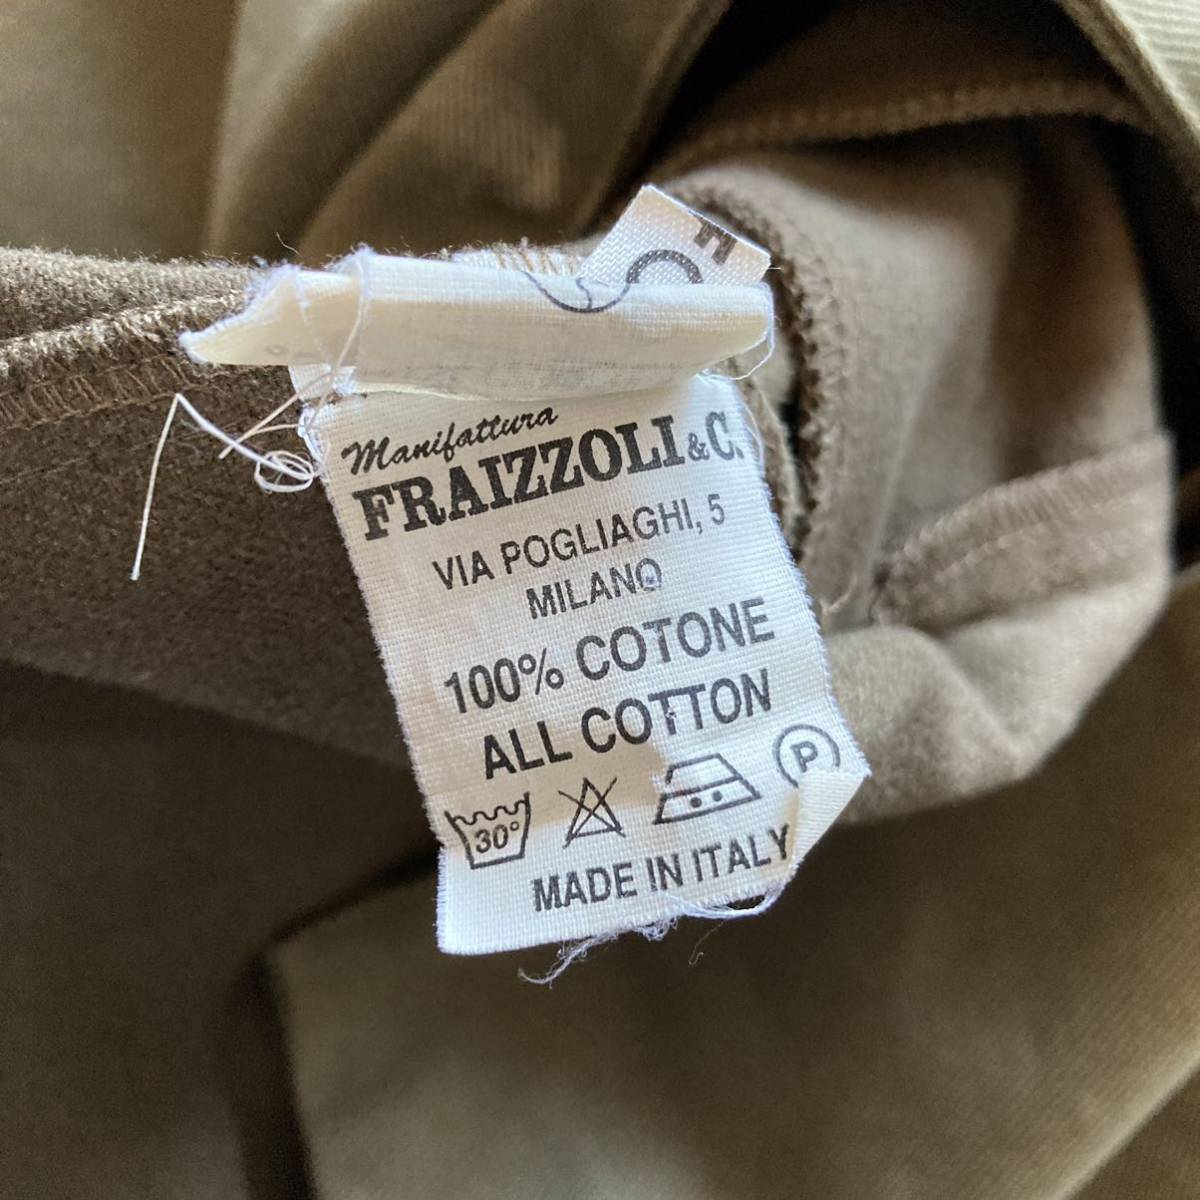 Manifattura
FRAIZZOLI & C.
VIA POGLIAGHI, 5
MILANO
100% COTONE
ALL COTTON
P
30°
MADE IN ITALY